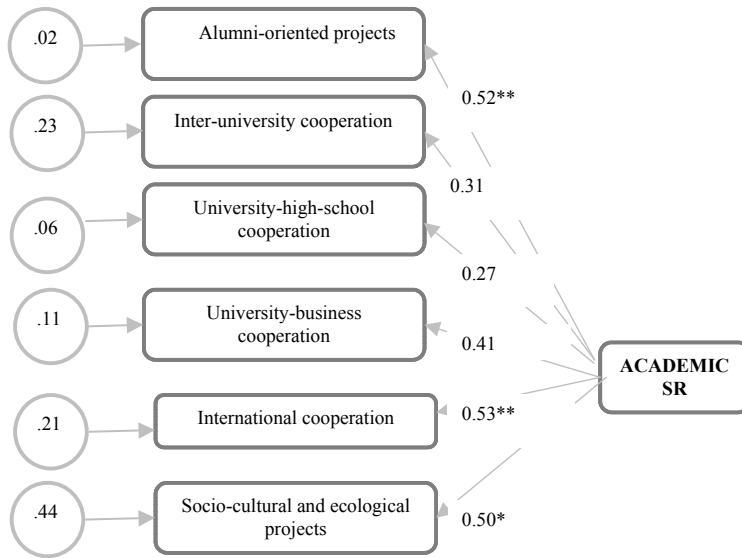 .02
Alumni-oriented projects
0.52**
.23
Inter-university cooperation
0.31
.06
University-high-school
cooperation
0.27
.11
University-business
cooperation
0.41
ACADEMIC
SR
.21
International cooperation
0.53**
.44
Socio-cultural and ecological
projects
0.50*